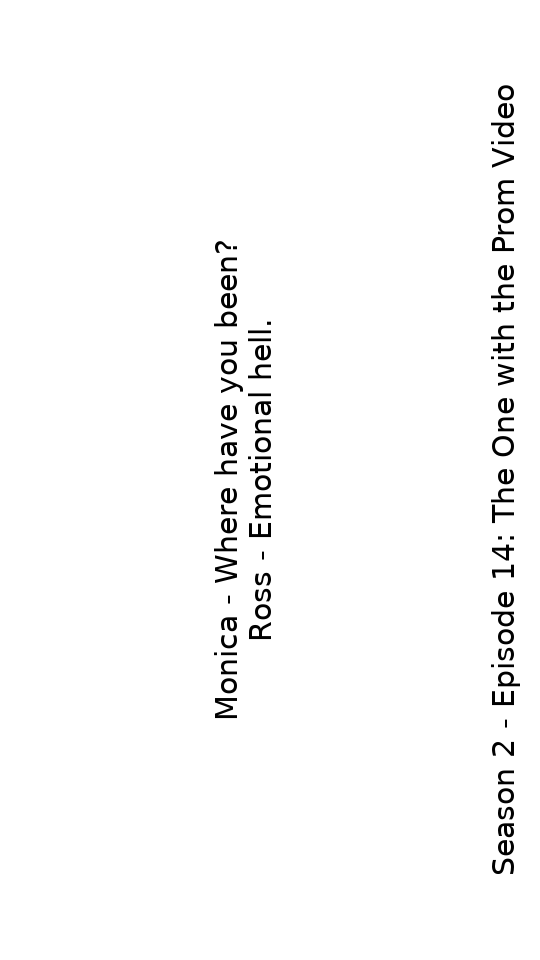 Monica - Where have you been?
Ross - Emotional hell.
Season 2 - Episode 14: The One with the Prom Video